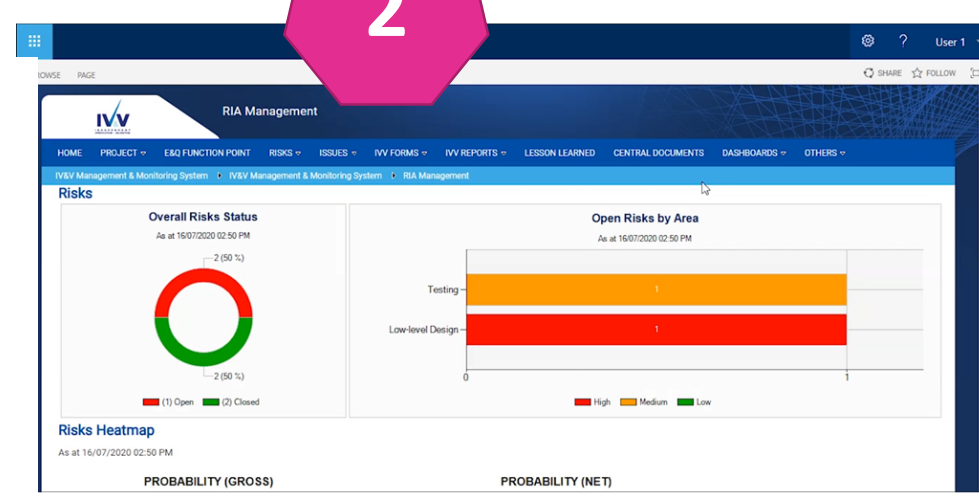 2
? User 1
ROWSE PAGE SHARE FOLLOW
IVV RIA Management
INDEPENDENT
HOME PROJECT E&Q FUNCTION POINT RISKS ISSUES IVV FORMS IVV REPORTS LESSON LEARNED CENTRAL DOCUMENTS DASHBOARDS OTHERS
IV&V Management & Monitoring System IV&V Management & Monitoring System RIA Management
Risks
Overall Risks Status
As at 16/07/2020 02:50 PM
2 (50 %)
2 (50 %)
(1) Open (2) Closed
Open Risks by Area
As at 16/07/2020 02:50 PM
Testing 1
Low-level Design 1
0 1
High Medium Low
Risks Heatmap
As at 16/07/2020 02:50 PM
PROBABILITY (GROSS) PROBABILITY (NET)